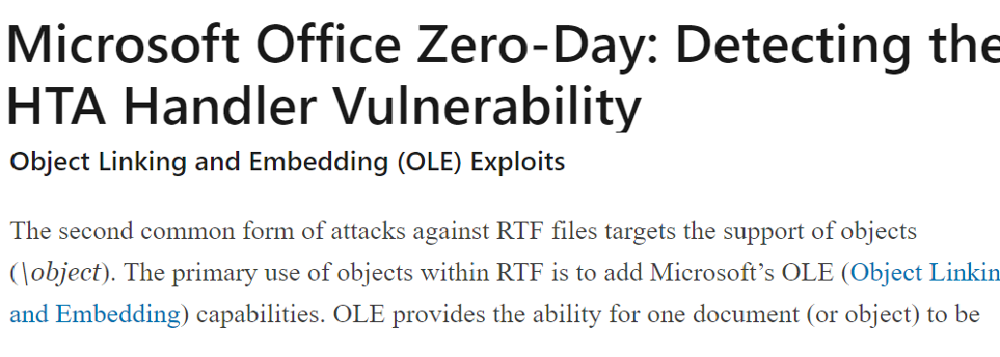 Microsoft Office Zero-Day: Detecting the
HTA Handler Vulnerability
Object Linking and Embedding (OLE) Exploits
The second common form of attacks against RTF files targets the support of objects
(\object). The primary use of objects within RTF is to add Microsoft’s OLE (Object Linkin
and Embedding) capabilities. OLE provides the ability for one document (or object) to be